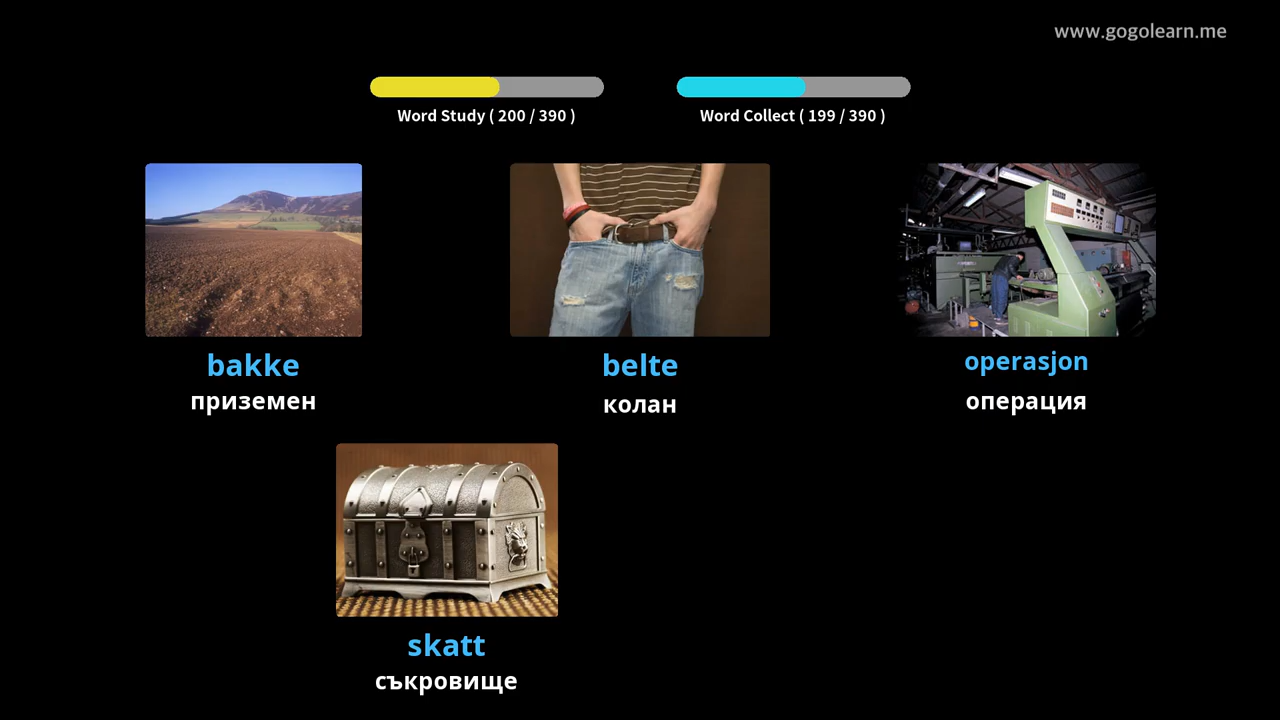 www.gogolearn.me
Word Study ( 200 / 390 )
Word Collect ( 199 / 390 )
bakke
приземен
belte
колан
operasjon
операция
skatt
съкровище